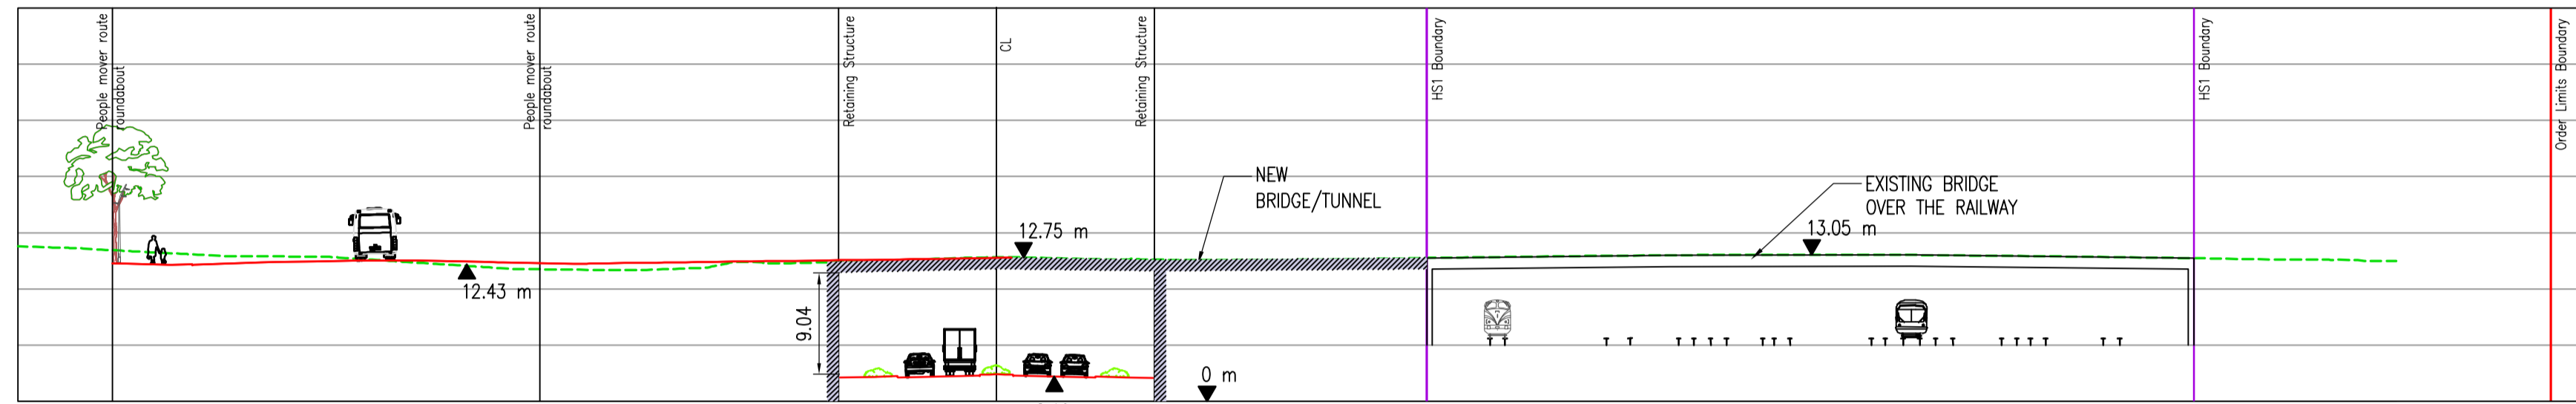 People mover route
roundabout
People mover route
roundabout
Retaining Structure
CL
Retaining Structure
HS1 Boundary
HS1 Boundary
Order Limits Boundary
NEW
BRIDGE/TUNNEL
EXISTING BRIDGE
OVER THE RAILWAY
12.75 m
13.05 m
12.43 m
9.04
0 m